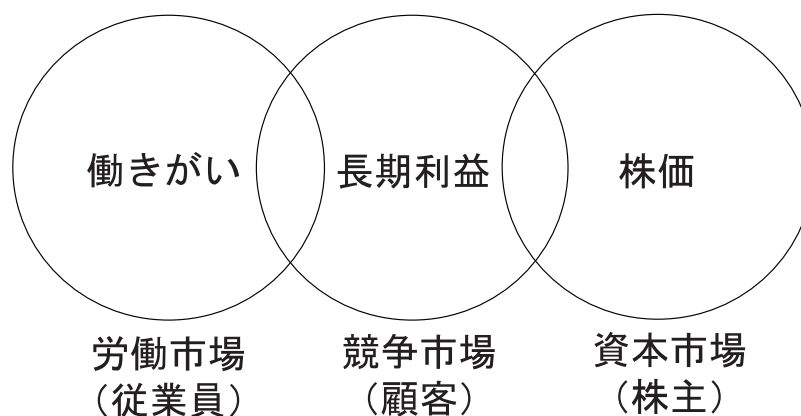 働きがい
長期利益
株価
労働市場
（従業員）
競争市場
（顧客）
資本市場
（株主）